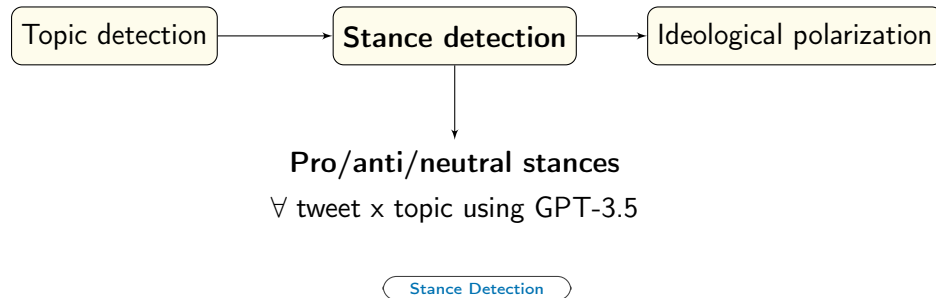 Topic detection
Stance detection
Ideological polarization
Pro/anti/neutral stances
∀ tweet x topic using GPT-3.5
Stance Detection